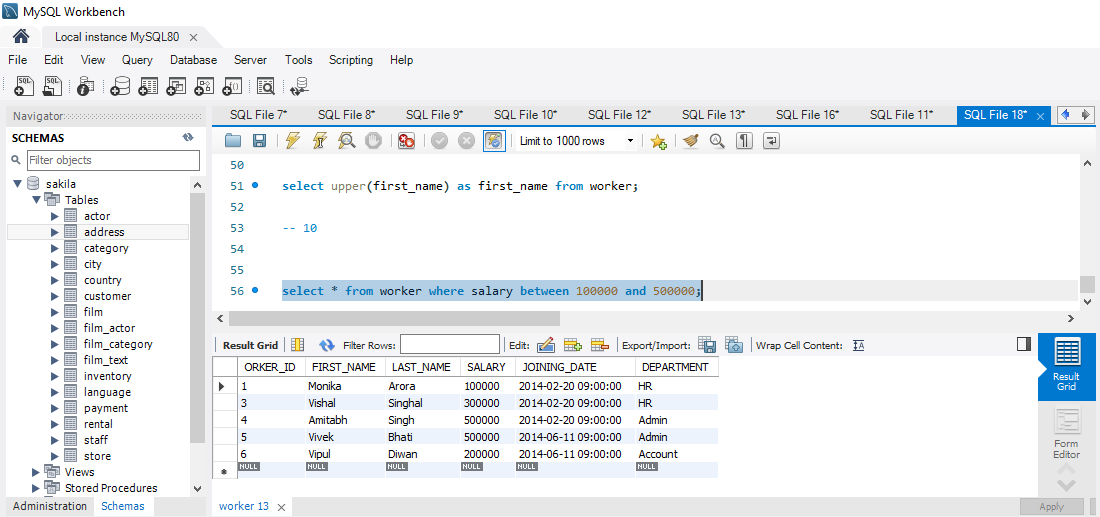 MySQL Workbench
Local instance MySQL80
File Edit View Query Database Server Tools Scripting Help
SQL SQL
Navigator
SQL File 7* SQL File 8* SQL File 9* SQL File 10* SQL File 12* SQL File 13* SQL File 16* SQL File 11* SQL File 18*
SCHEMAS
Filter objects
sakila
Tables
actor
address
category
city
country
customer
film
film_actor
film_category
film_text
inventory
language
payment
rental
staff
store
Views
Stored Procedures
Administration Schemas
Limit to 1000 rows
50
51 select upper(first_name) as first_name from worker;
52
53 -- 10
54
55
56 select * from worker where salary between 100000 and 500000;
Result Grid Filter Rows: Edit: Export/Import: Wrap Cell Content: IA
ORKER_ID FIRST_NAME LAST_NAME SALARY JOINING_DATE DEPARTMENT
1 Monika Arora 100000 2014-02-20 09:00:00 HR
3 Vishal Singhal 300000 2014-02-20 09:00:00 HR
4 Amitabh Singh 500000 2014-02-20 09:00:00 Admin
5 Vivek Bhati 500000 2014-06-11 09:00:00 Admin
6 Vipul Diwan 200000 2014-06-11 09:00:00 Account
NULL NULL NULL NULL NULL NULL
Result
Grid
Form
Editor
worker 13
Apply